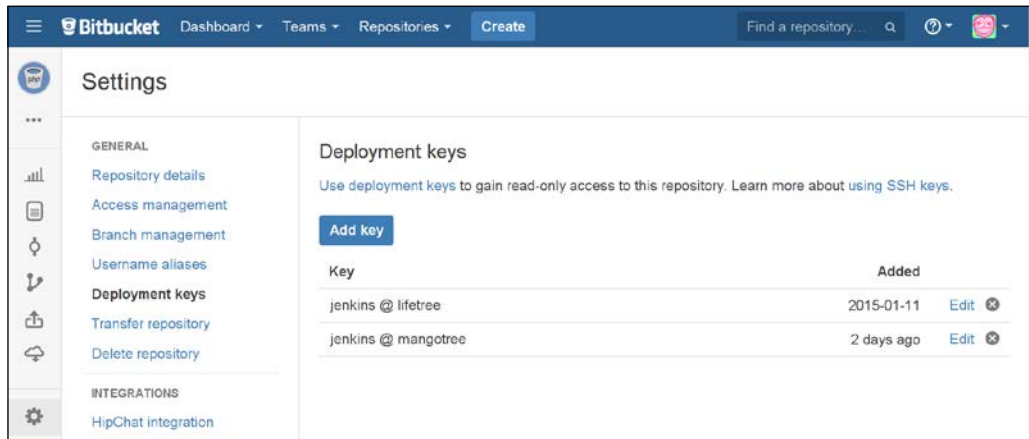 Bitbucket Dashboard Teams Repositories Create Find a repository...
php
Settings
GENERAL
Repository details
Access management
Branch management
Username aliases
Deployment keys
Transfer repository
Delete repository
INTEGRATIONS
HipChat integration
Deployment keys
Use deployment keys to gain read-only access to this repository. Learn more about using SSH keys.
Add key
Key Added
jenkins @ lifetree 2015-01-11 Edit
jenkins @ mangotree 2 days ago Edit